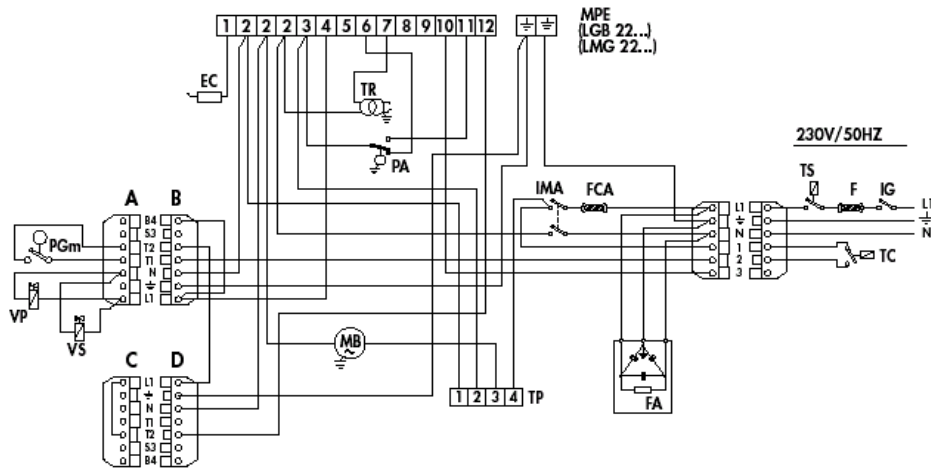 1 2 2 2 3 4 5 6 7 8 9 10 11 12
MPE
(LGB 22...)
(LMG 22...)
EC
TR
PA
230V/50HZ
IMA
FCA
TS
F
IG
L1
N
TC
L1
N
1
2
3
A B
B4
S3
T2
T1
N
L1
PGm
VP
VS
C D
L1
N
T1
T2
S3
B4
MB
~
1 2 3 4 TP
FA